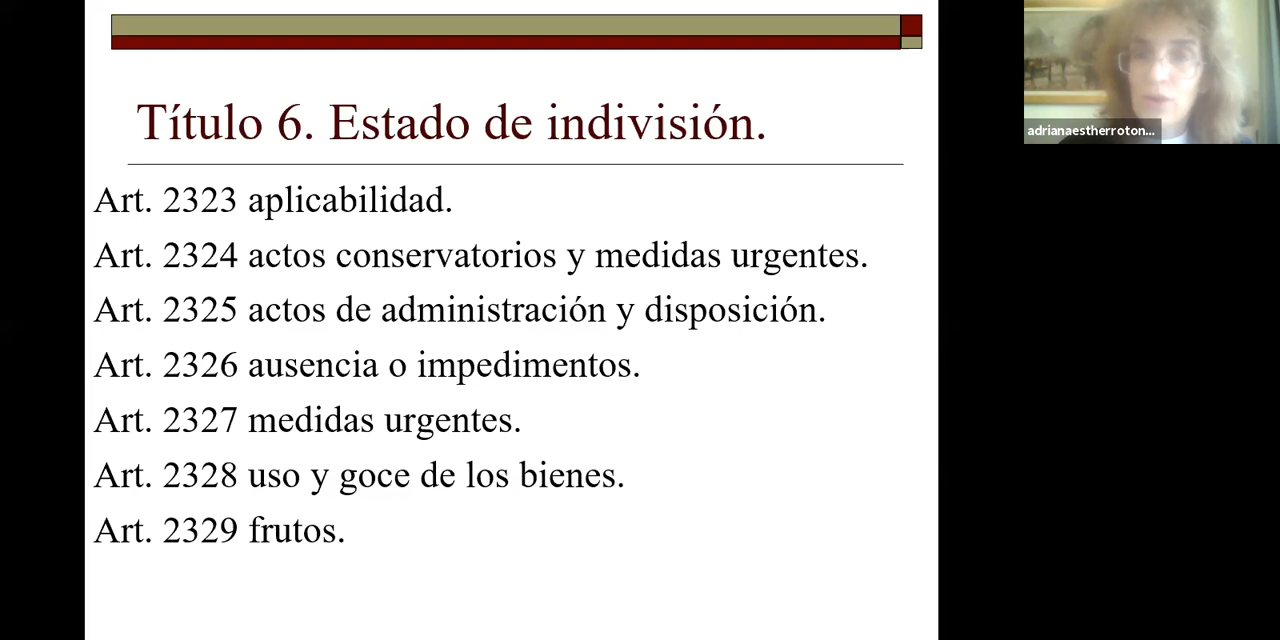 Título 6. Estado de indivisión.
Art. 2323 aplicabilidad.
Art. 2324 actos conservatorios y medidas urgentes.
Art. 2325 actos de administración y disposición.
Art. 2326 ausencia o impedimentos.
Art. 2327 medidas urgentes.
Art. 2328 uso y goce de los bienes.
Art. 2329 frutos.
adrianaestherroton...